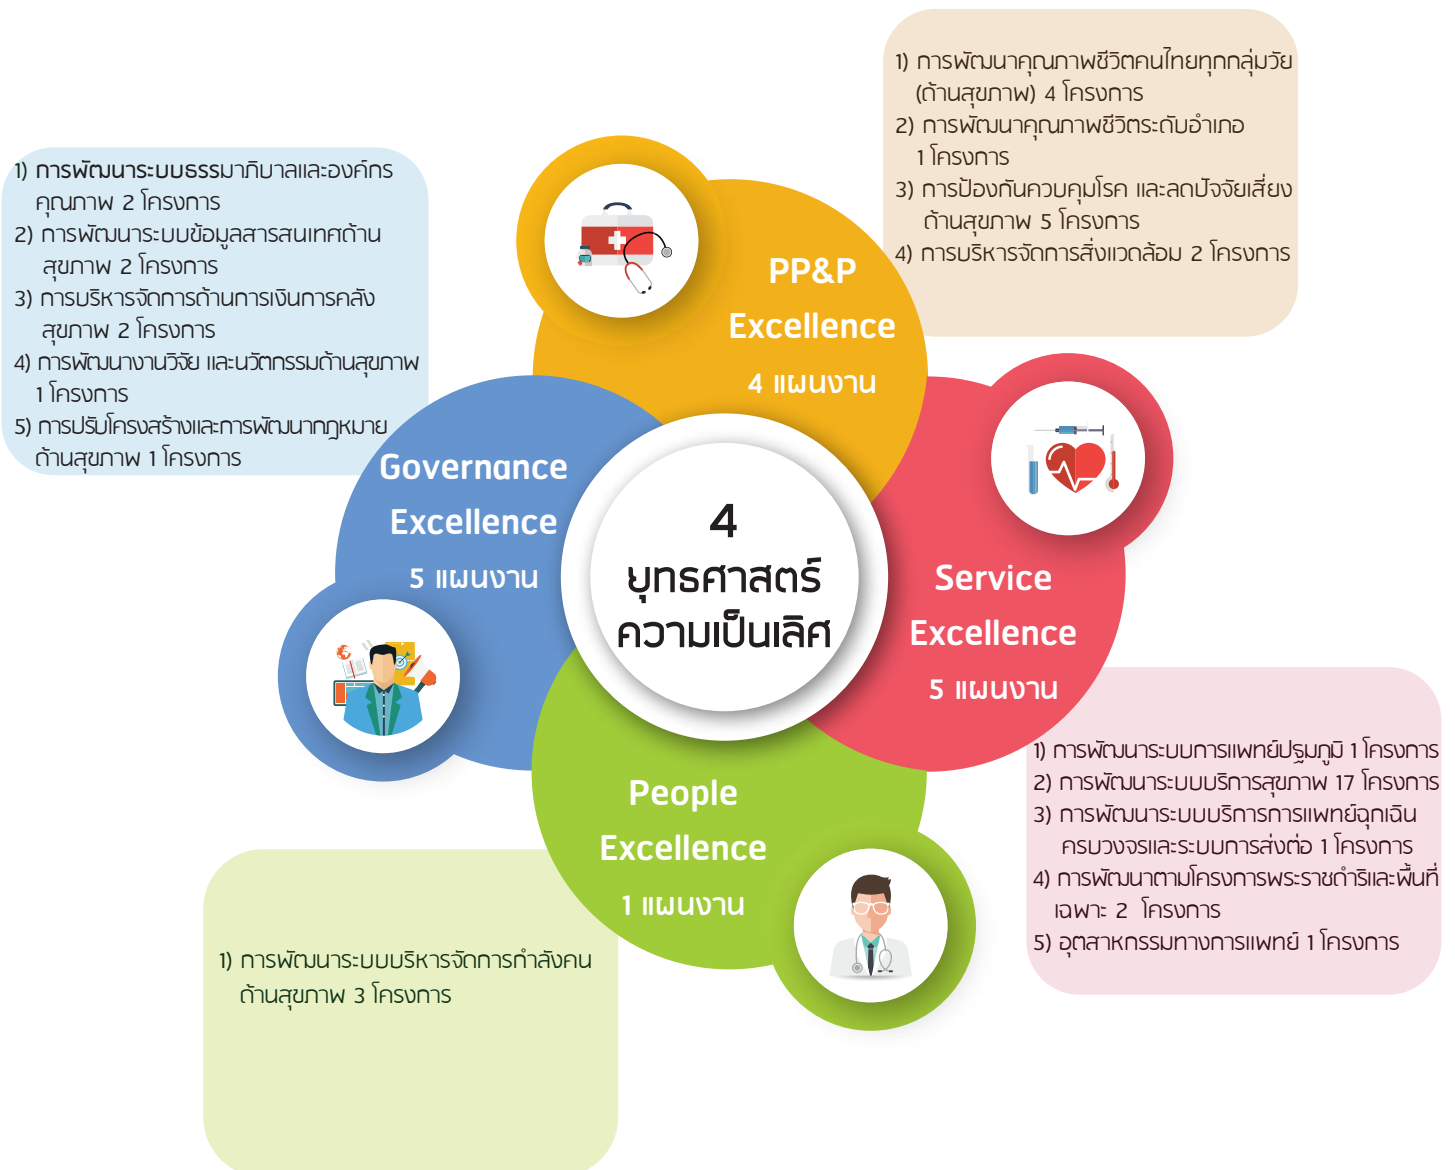 1) การพัฒนาคุณภาพชีวิตคนไทยทุกกลุ่มวัย
(ด้านสุขภาพ) 4 โครงการ
2) การพัฒนาคุณภาพชีวิตระดับอำเภอ
1 โครงการ
3) การป้องกันควบคุมโรค และลดปัจจัยเสี่ยง
ด้านสุขภาพ 5 โครงการ
4) การบริหารจัดการสิ่งแวดล้อม 2 โครงการ
1) การพัฒนาระบบธรรมาภิบาลและองค์กร
คุณภาพ 2 โครงการ
2) การพัฒนาระบบข้อมูลสารสนเทศด้าน
สุขภาพ 2 โครงการ
3) การบริหารจัดการด้านการเงินการคลัง
สุขภาพ 2 โครงการ
4) การพัฒนางานวิจัย และนวัตกรรมด้านสุขภาพ
1 โครงการ
5) การปรับโครงสร้างและการพัฒนากฎหมาย
ด้านสุขภาพ 1 โครงการ
PP&P
Excellence
4 แผนงาน
Governance
Excellence
5 แผนงาน
4
ยุทธศาสตร์
ความเป็นเลิศ
Service
Excellence
5 แผนงาน
People
Excellence
1 แผนงาน
1) การพัฒนาระบบการแพทย์ปฐมภูมิ 1 โครงการ
2) การพัฒนาระบบบริการสุขภาพ 17 โครงการ
3) การพัฒนาระบบบริการการแพทย์ฉุกเฉิน
ครบวงจรและระบบการส่งต่อ 1 โครงการ
4) การพัฒนาตามโครงการพระราชดำริและพื้นที่
เฉพาะ 2 โครงการ
5) อุตสาหกรรมทางการแพทย์ 1 โครงการ
1) การพัฒนาระบบบริหารจัดการกำลังคน
ด้านสุขภาพ 3 โครงการ